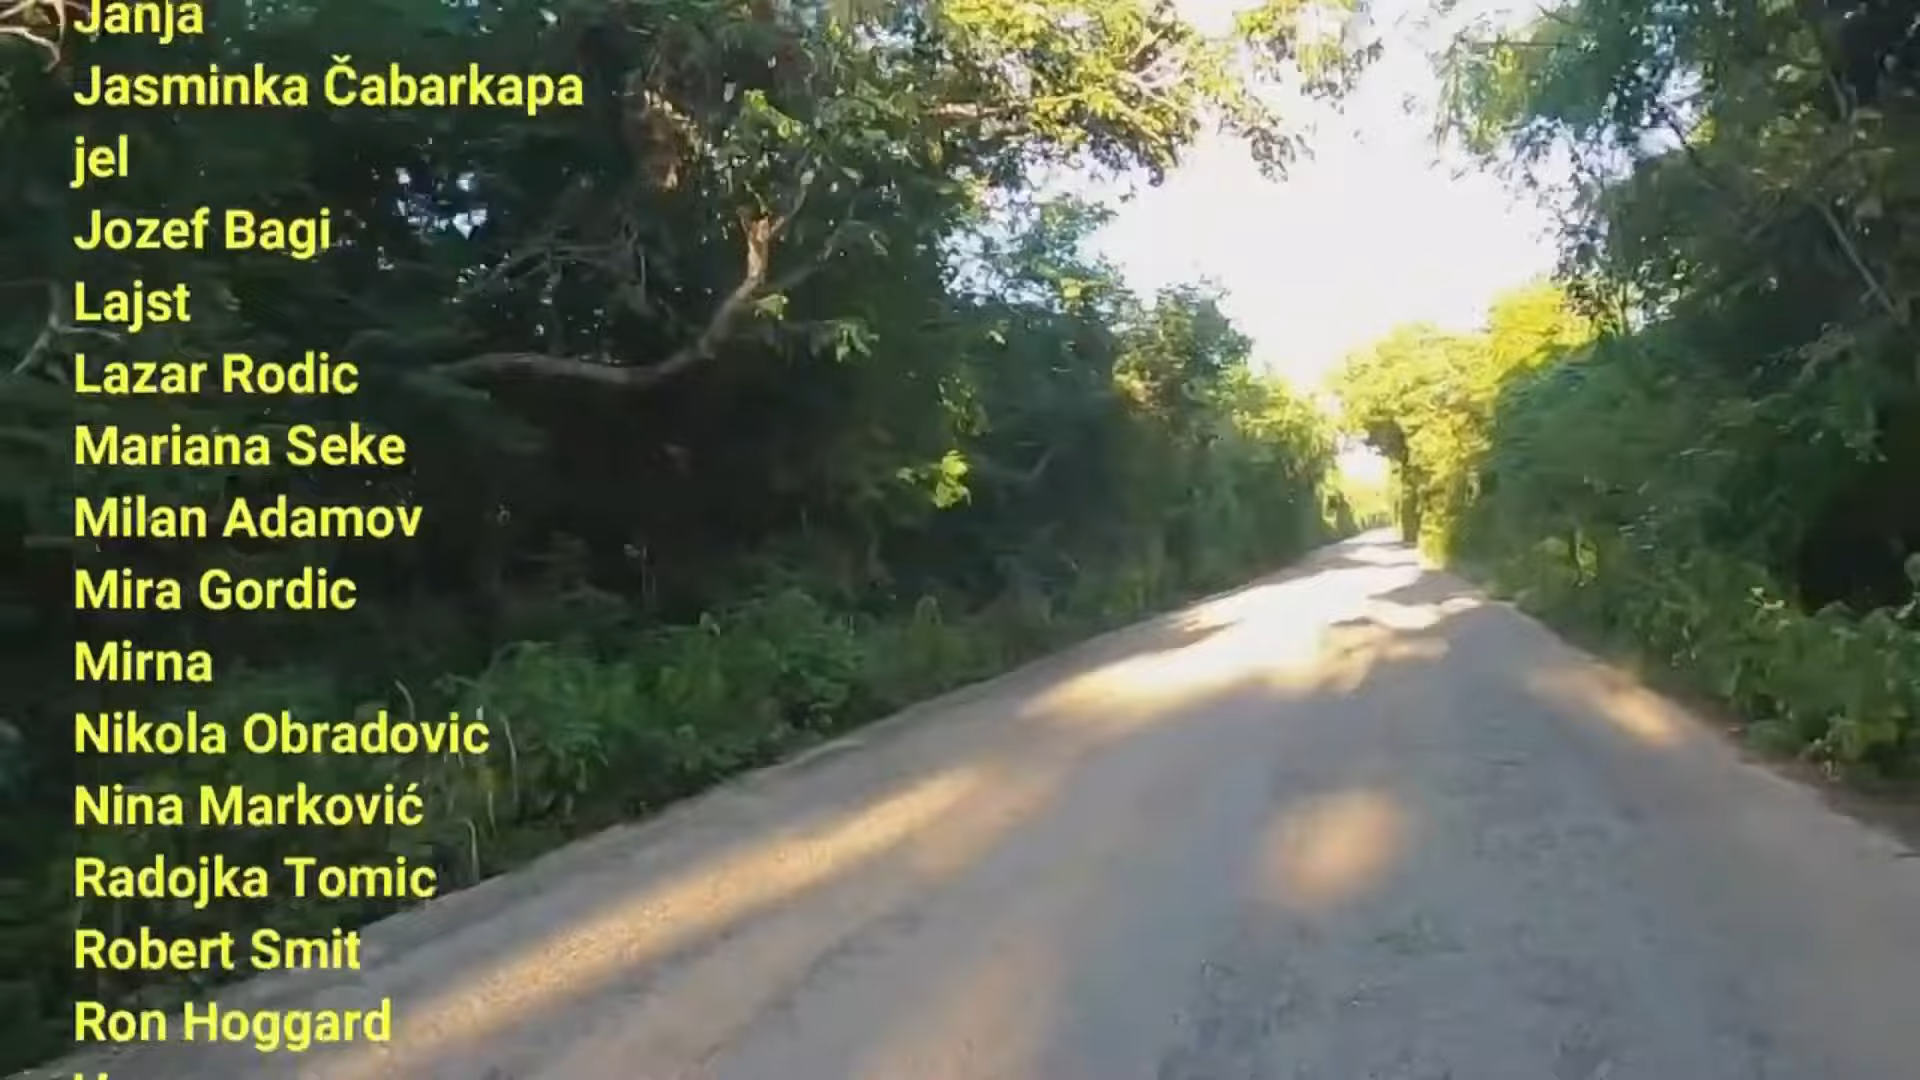 Janja
Jasminka Čabarkapa
jel
Jozef Bagi
Lajst
Lazar Rodic
Mariana Seke
Milan Adamov
Mira Gordic
Mirna
Nikola Obradovic
Nina Marković
Radojka Tomic
Robert Smit
Ron Hoggard